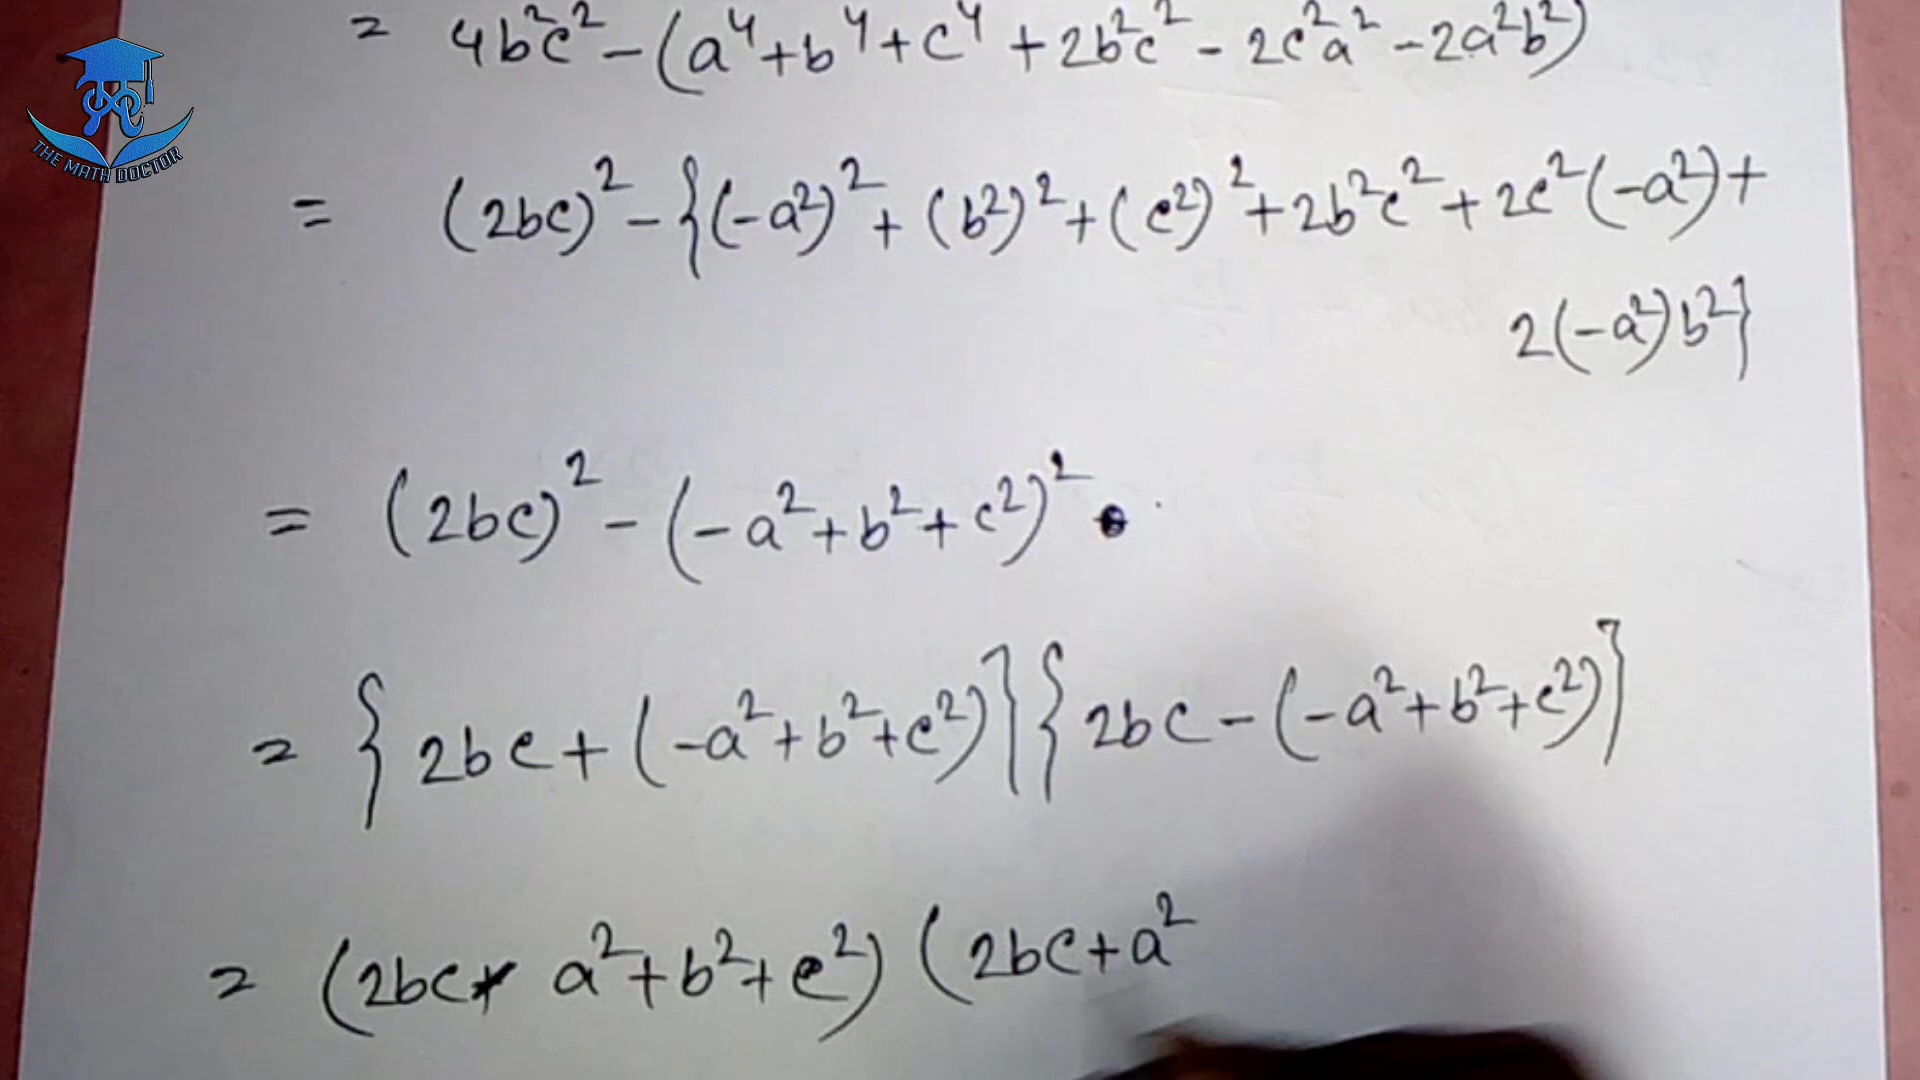 THE MATH DOCTOR
= 4b²c² - (a⁴ + b⁴ + c⁴ + 2b²c² - 2c²a² - 2a²b²)
= (2bc)² - {(-a²)² + (b²)² + (c²)² + 2b²c² + 2c²(-a²) +
2(-a²)b²}
= (2bc)² - (-a² + b² + c²)²
= {2bc + (-a² + b² + c²)}{2bc - (-a² + b² + c²)}
= (2bc - a² + b² + c²) (2bc + a²